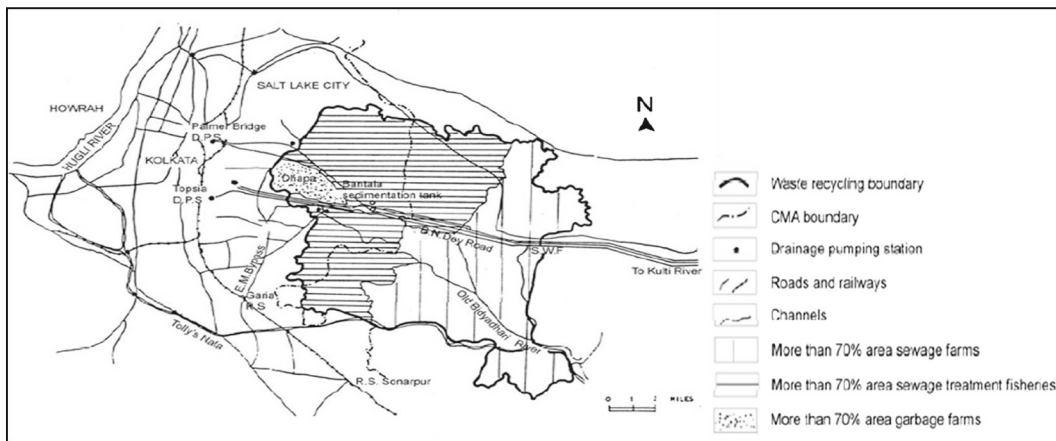 SALT LAKE CITY
HOWRAH
N
Palmer Bridge
D.P.S.
HUGLI RIVER
KOLKATA
Dhapa
Bantala
sedimentation tank
Topsia
D.P.S
B.N Dey Road
S.W.F
To Kulti River
E.M Bypass
Garia
R.S
Old Bidyadhari River
Tolly's Nala
R.S. Sonarpur
0 1 2 MILES
Waste recycling boundary
CMA boundary
Drainage pumping station
Roads and railways
Channels
More than 70% area sewage farms
More than 70% area sewage treatment fisheries
More than 70% area garbage farms